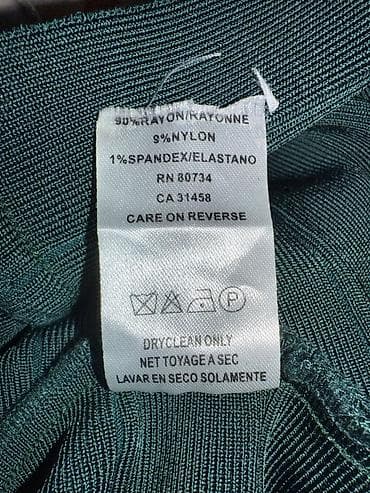 90%RAYON/RAYONNE
9%NYLON
1%SPANDEX/ELASTANO
RN 80734
CA 31458
CARE ON REVERSE
P
DRYCLEAN ONLY
NET TOYAGE A SEC
LAVAR EN SECO SOLAMENTE